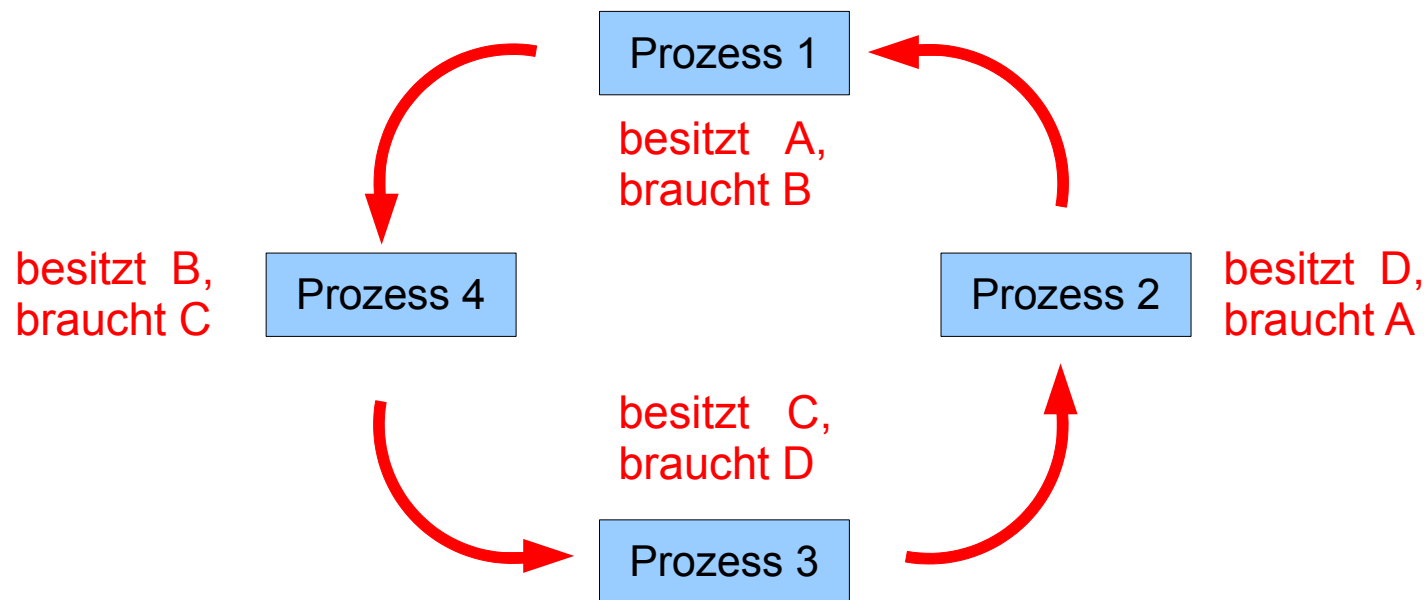 Prozess 1
besitzt A,
braucht B
besitzt B,
braucht C
Prozess 4
Prozess 2
besitzt D,
braucht A
besitzt C,
braucht D
Prozess 3